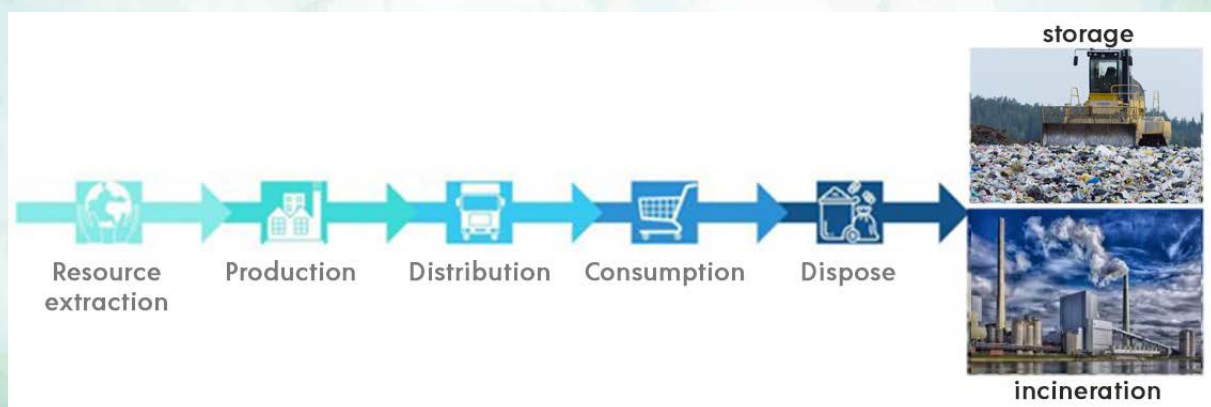 storage
Resource
extraction
Production
Distribution
Consumption
Dispose
incineration